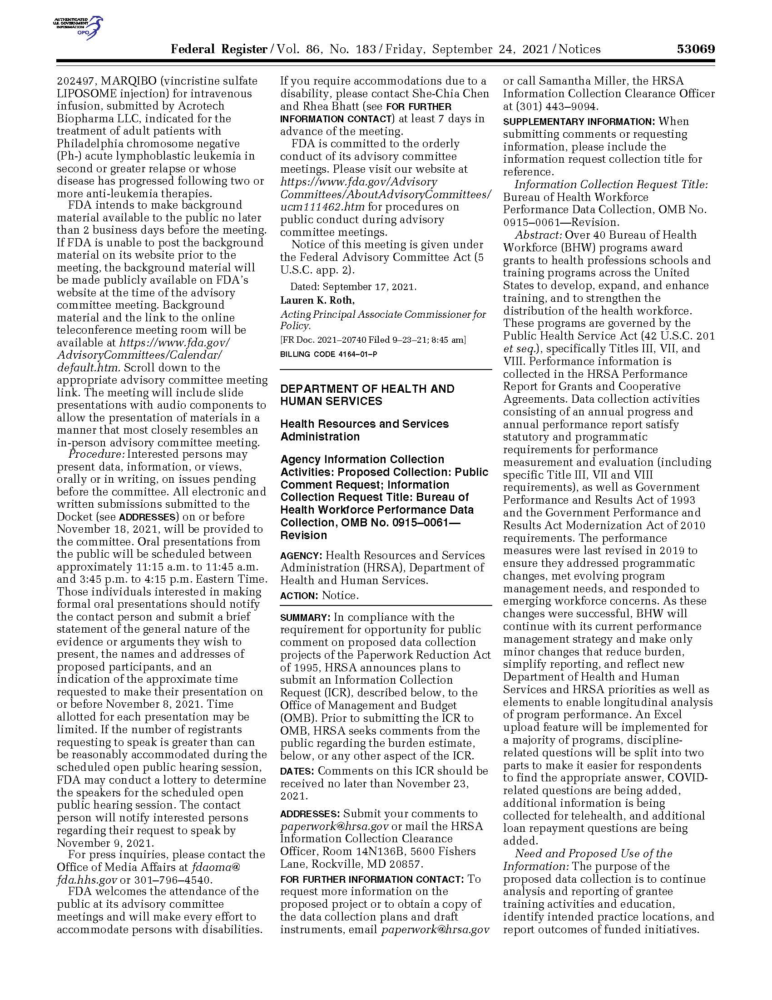 AUTHENTICATED
U.S. GOVERNMENT
INFORMATION
GPO
Federal Register / Vol. 86, No. 183 / Friday, September 24, 2021 / Notices 53069
202497, MARQIBO (vincristine sulfate
LIPOSOME injection) for intravenous
infusion, submitted by Acrotech
Biopharma LLC, indicated for the
treatment of adult patients with
Philadelphia chromosome negative
(Ph-) acute lymphoblastic leukemia in
second or greater relapse or whose
disease has progressed following two or
more anti-leukemia therapies.
FDA intends to make background
material available to the public no later
than 2 business days before the meeting.
If FDA is unable to post the background
material on its website prior to the
meeting, the background material will
be made publicly available on FDA's
website at the time of the advisory
committee meeting. Background
material and the link to the online
teleconference meeting room will be
available at https://www.fda.gov/
AdvisoryCommittees/Calendar/
default.htm. Scroll down to the
appropriate advisory committee meeting
link. The meeting will include slide
presentations with audio components to
allow the presentation of materials in a
manner that most closely resembles an
in-person advisory committee meeting.
Procedure: Interested persons may
present data, information, or views,
orally or in writing, on issues pending
before the committee. All electronic and
written submissions submitted to the
Docket (see ADDRESSES) on or before
November 18, 2021, will be provided to
the committee. Oral presentations from
the public will be scheduled between
approximately 11:15 a.m. to 11:45 a.m.
and 3:45 p.m. to 4:15 p.m. Eastern Time.
Those individuals interested in making
formal oral presentations should notify
the contact person and submit a brief
statement of the general nature of the
evidence or arguments they wish to
present, the names and addresses of
proposed participants, and an
indication of the approximate time
requested to make their presentation on
or before November 8, 2021. Time
allotted for each presentation may be
limited. If the number of registrants
requesting to speak is greater than can
be reasonably accommodated during the
scheduled open public hearing session,
FDA may conduct a lottery to determine
the speakers for the scheduled open
public hearing session. The contact
person will notify interested persons
regarding their request to speak by
November 9, 2021.
For press inquiries, please contact the
Office of Media Affairs at fdaoma@
fda.hhs.gov or 301–796–4540.
FDA welcomes the attendance of the
public at its advisory committee
meetings and will make every effort to
accommodate persons with disabilities.
If you require accommodations due to a
disability, please contact She-Chia Chen
and Rhea Bhatt (see FOR FURTHER
INFORMATION CONTACT) at least 7 days in
advance of the meeting.
FDA is committed to the orderly
conduct of its advisory committee
meetings. Please visit our website at
https://www.fda.gov/Advisory
Committees/AboutAdvisoryCommittees/
ucm111462.htm for procedures on
public conduct during advisory
committee meetings.
Notice of this meeting is given under
the Federal Advisory Committee Act (5
U.S.C. app. 2).
Dated: September 17, 2021.
Lauren K. Roth,
Acting Principal Associate Commissioner for
Policy.
[FR Doc. 2021–20740 Filed 9–23–21; 8:45 am]
BILLING CODE 4164–01–P
DEPARTMENT OF HEALTH AND
HUMAN SERVICES
Health Resources and Services
Administration
Agency Information Collection
Activities: Proposed Collection: Public
Comment Request; Information
Collection Request Title: Bureau of
Health Workforce Performance Data
Collection, OMB No. 0915–0061—
Revision
AGENCY: Health Resources and Services
Administration (HRSA), Department of
Health and Human Services.
ACTION: Notice.
SUMMARY: In compliance with the
requirement for opportunity for public
comment on proposed data collection
projects of the Paperwork Reduction Act
of 1995, HRSA announces plans to
submit an Information Collection
Request (ICR), described below, to the
Office of Management and Budget
(OMB). Prior to submitting the ICR to
OMB, HRSA seeks comments from the
public regarding the burden estimate,
below, or any other aspect of the ICR.
DATES: Comments on this ICR should be
received no later than November 23,
2021.
ADDRESSES: Submit your comments to
paperwork@hrsa.gov or mail the HRSA
Information Collection Clearance
Officer, Room 14N136B, 5600 Fishers
Lane, Rockville, MD 20857.
FOR FURTHER INFORMATION CONTACT: To
request more information on the
proposed project or to obtain a copy of
the data collection plans and draft
instruments, email paperwork@hrsa.gov
or call Samantha Miller, the HRSA
Information Collection Clearance Officer
at (301) 443–9094.
SUPPLEMENTARY INFORMATION: When
submitting comments or requesting
information, please include the
information request collection title for
reference.
Information Collection Request Title:
Bureau of Health Workforce
Performance Data Collection, OMB No.
0915–0061—Revision.
Abstract: Over 40 Bureau of Health
Workforce (BHW) programs award
grants to health professions schools and
training programs across the United
States to develop, expand, and enhance
training, and to strengthen the
distribution of the health workforce.
These programs are governed by the
Public Health Service Act (42 U.S.C. 201
et seq.), specifically Titles III, VII, and
VIII. Performance information is
collected in the HRSA Performance
Report for Grants and Cooperative
Agreements. Data collection activities
consisting of an annual progress and
annual performance report satisfy
statutory and programmatic
requirements for performance
measurement and evaluation (including
specific Title III, VII and VIII
requirements), as well as Government
Performance and Results Act of 1993
and the Government Performance and
Results Act Modernization Act of 2010
requirements. The performance
measures were last revised in 2019 to
ensure they addressed programmatic
changes, met evolving program
management needs, and responded to
emerging workforce concerns. As these
changes were successful, BHW will
continue with its current performance
management strategy and make only
minor changes that reduce burden,
simplify reporting, and reflect new
Department of Health and Human
Services and HRSA priorities as well as
elements to enable longitudinal analysis
of program performance. An Excel
upload feature will be implemented for
a majority of programs, discipline-
related questions will be split into two
parts to make it easier for respondents
to find the appropriate answer, COVID-
related questions are being added,
additional information is being
collected for telehealth, and additional
loan repayment questions are being
added.
Need and Proposed Use of the
Information: The purpose of the
proposed data collection is to continue
analysis and reporting of grantee
training activities and education,
identify intended practice locations, and
report outcomes of funded initiatives.